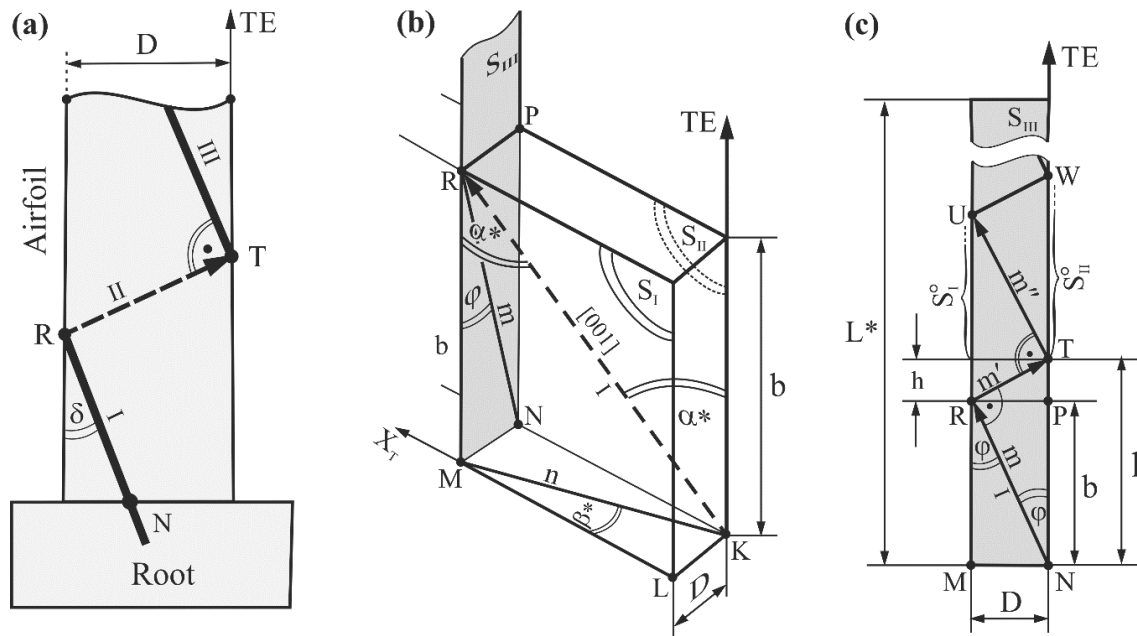 (a)
D
TE
Airfoil
III
II
T
R
δ
I
N
Root
(b)
S_III
P
TE
R
α*
S_II
S_I
φ
m
[001]
b
I
α*
b
N
X_T
M
n
β*
K
L
D
(c)
TE
S_III
W
U
S°_I
m''
S°_II
L*
T
h
m'
R
P
φ
m
I
b
φ
M
N
D